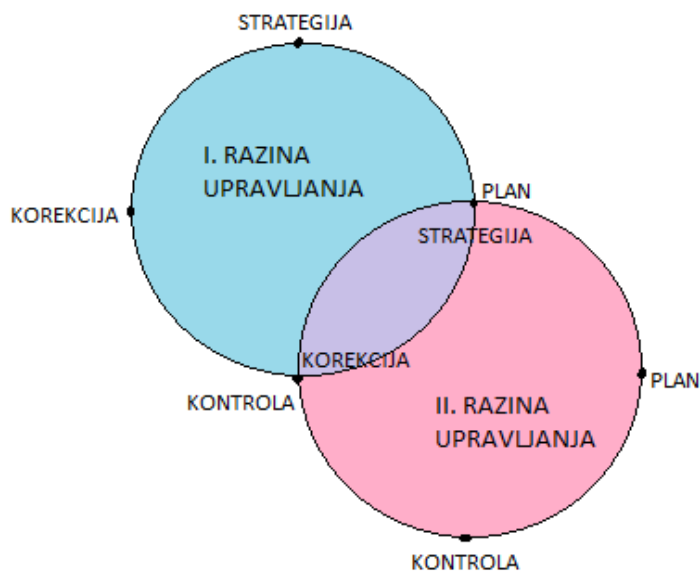 STRATEGIJA
I. RAZINA
UPRAVLJANJA
KOREKCIJA
PLAN
STRATEGIJA
KOREKCIJA
KONTROLA
PLAN
II. RAZINA
UPRAVLJANJA
KONTROLA